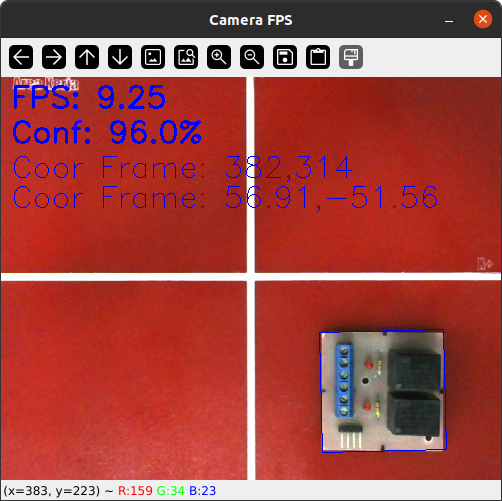 Camera FPS
FPS: 9.25
Conf: 96.0%
Coor Frame: 382,314
Coor Frame: 56.91,-51.56
X+
(x=383, y=223) ~ R:159 G:34 B:23